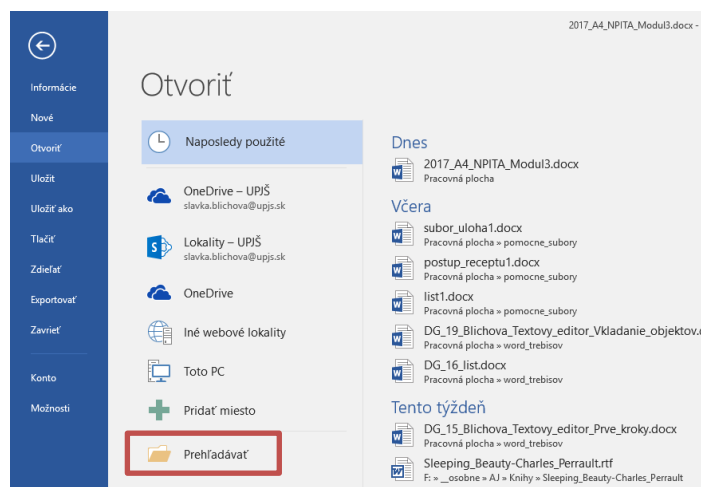 2017_A4_NPITA_Modul3.docx -
Informácie
Nové
Otvoriť
Uložit
Uložiť ako
Tlačiť
Zdieľať
Exportovať
Zavrieť
Konto
Možnosti
Otvoriť
Naposledy použité
OneDrive – UPJŠ
slavka.blichova@upjs.sk
Lokality – UPJŠ
slavka.blichova@upjs.sk
OneDrive
Iné webové lokality
Toto PC
Pridať miesto
Prehľadávať
Dnes
2017_A4_NPITA_Modul3.docx
Pracovná plocha
Včera
subor_uloha1.docx
Pracovná plocha » pomocne_subory
postup_receptu1.docx
Pracovná plocha » pomocne_subory
list1.docx
Pracovná plocha » pomocne_subory
DG_19_Blichova_Textovy_editor_Vkladanie_objektov.
Pracovná plocha » word_trebisov
DG_16_list.docx
Pracovná plocha » word_trebisov
Tento týždeň
DG_15_Blichova_Textovy_editor_Prve_kroky.docx
Pracovná plocha » word_trebisov
Sleeping_Beauty-Charles_Perrault.rtf
F: » __osobne » AJ » Knihy » Sleeping_Beauty-Charles_Perrault